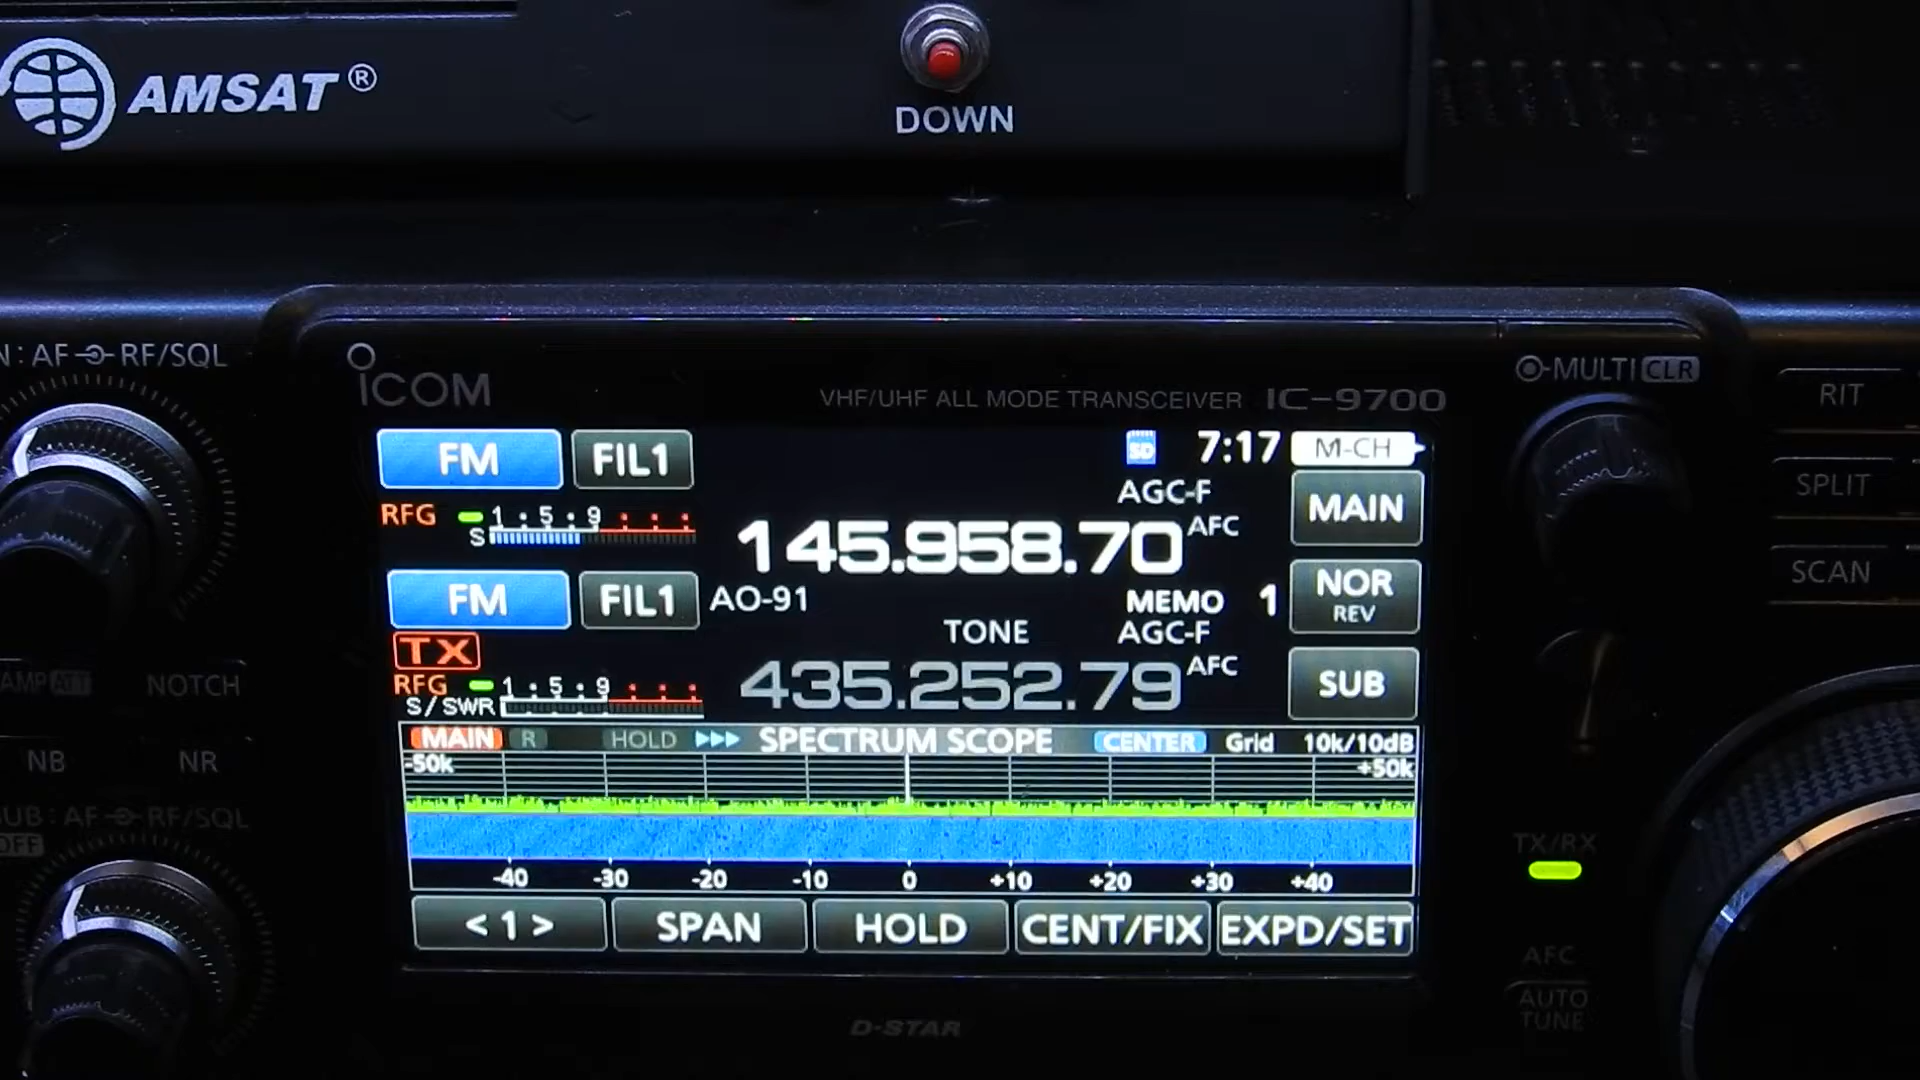 AMSAT®
DOWN
AF RF/SQL
ICOM
VHF/UHF ALL MODE TRANSCEIVER IC-9700
MULTI CLR
RIT
SPLIT
SCAN
FM FIL1
SD 7:17 M-CH
AGC-F
MAIN
RFG 1 : 5 : 9 : : :
S
145.958.70 AFC
FM FIL1 AO-91 MEMO 1
NOR
REV
TONE AGC-F
TX
RFG 1 : 5 : 9 : : :
S/SWR
435.252.79 AFC
SUB
MAIN R HOLD SPECTRUM SCOPE CENTER Grid 10k/10dB
-50k +50k
-40 -30 -20 -10 0 +10 +20 +30 +40
< 1 > SPAN HOLD CENT/FIX EXPD/SET
AMP ATT NOTCH
NB NR
SUB: AF RF/SQL
OFF
TX/RX
AFC
AUTO
TUNE
D-STAR